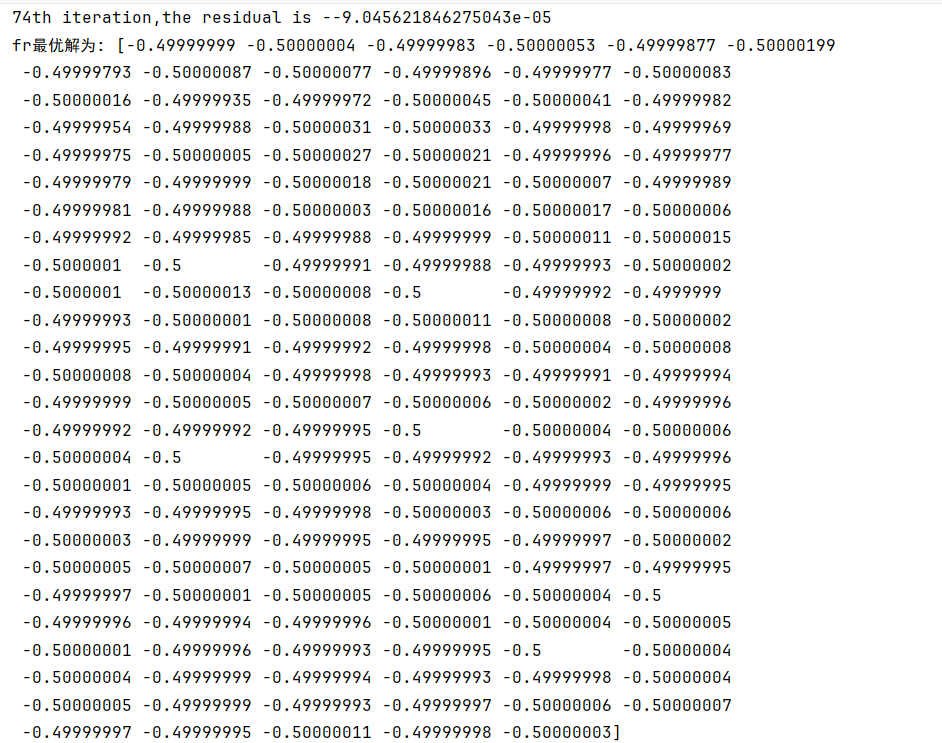 74th iteration,the residual is --9.045621846275043e-05
fr最优解为: [-0.49999999 -0.50000004 -0.49999983 -0.50000053 -0.49999877 -0.50000199
-0.49999793 -0.50000087 -0.50000077 -0.49999896 -0.49999977 -0.50000083
-0.50000016 -0.49999935 -0.49999972 -0.50000045 -0.50000041 -0.49999982
-0.49999954 -0.49999988 -0.50000031 -0.50000033 -0.49999998 -0.49999969
-0.49999975 -0.50000005 -0.50000027 -0.50000021 -0.49999996 -0.49999977
-0.49999979 -0.49999999 -0.50000018 -0.50000021 -0.50000007 -0.49999989
-0.49999981 -0.49999988 -0.50000003 -0.50000016 -0.50000017 -0.50000006
-0.49999992 -0.49999985 -0.49999988 -0.49999999 -0.50000011 -0.50000015
-0.5000001 -0.5 -0.49999991 -0.49999988 -0.49999993 -0.50000002
-0.5000001 -0.50000013 -0.50000008 -0.5 -0.49999992 -0.4999999
-0.49999993 -0.50000001 -0.50000008 -0.50000011 -0.50000008 -0.50000002
-0.49999995 -0.49999991 -0.49999992 -0.49999998 -0.50000004 -0.50000008
-0.50000008 -0.50000004 -0.49999998 -0.49999993 -0.49999991 -0.49999994
-0.49999999 -0.50000005 -0.50000007 -0.50000006 -0.50000002 -0.49999996
-0.49999992 -0.49999992 -0.49999995 -0.5 -0.50000004 -0.50000006
-0.50000004 -0.5 -0.49999995 -0.49999992 -0.49999993 -0.49999996
-0.50000001 -0.50000005 -0.50000006 -0.50000004 -0.49999999 -0.49999995
-0.49999993 -0.49999995 -0.49999998 -0.50000003 -0.50000006 -0.50000006
-0.50000003 -0.49999999 -0.49999995 -0.49999995 -0.49999997 -0.50000002
-0.50000005 -0.50000007 -0.50000005 -0.50000001 -0.49999997 -0.49999995
-0.49999997 -0.50000001 -0.50000005 -0.50000006 -0.50000004 -0.5
-0.49999996 -0.49999994 -0.49999996 -0.50000001 -0.50000004 -0.50000005
-0.50000001 -0.49999996 -0.49999993 -0.49999995 -0.5 -0.50000004
-0.50000004 -0.49999999 -0.49999994 -0.49999993 -0.49999998 -0.50000004
-0.50000005 -0.49999999 -0.49999993 -0.49999997 -0.50000006 -0.50000007
-0.49999997 -0.49999995 -0.50000011 -0.49999998 -0.50000003]